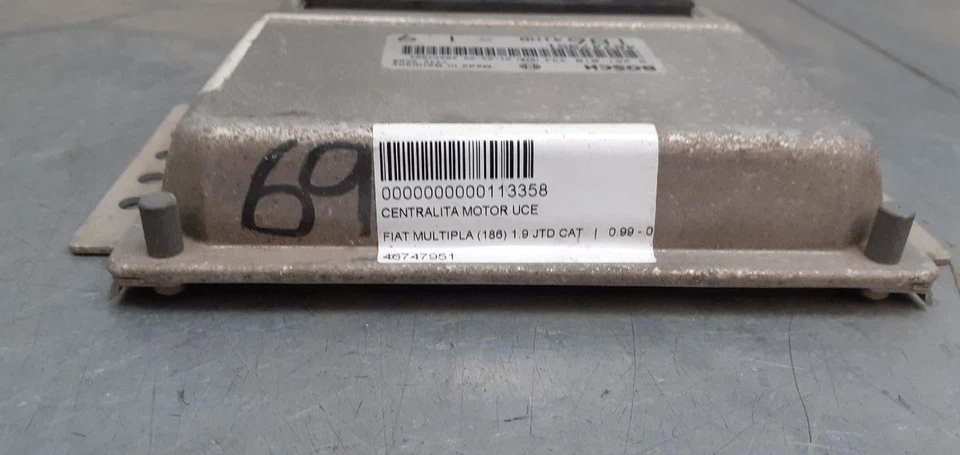 BOSCH
69
0000000000113358
CENTRALITA MOTOR UCE
FIAT MULTIPLA (186) 1.9 JTD CAT | 0.99 - 0
46747951